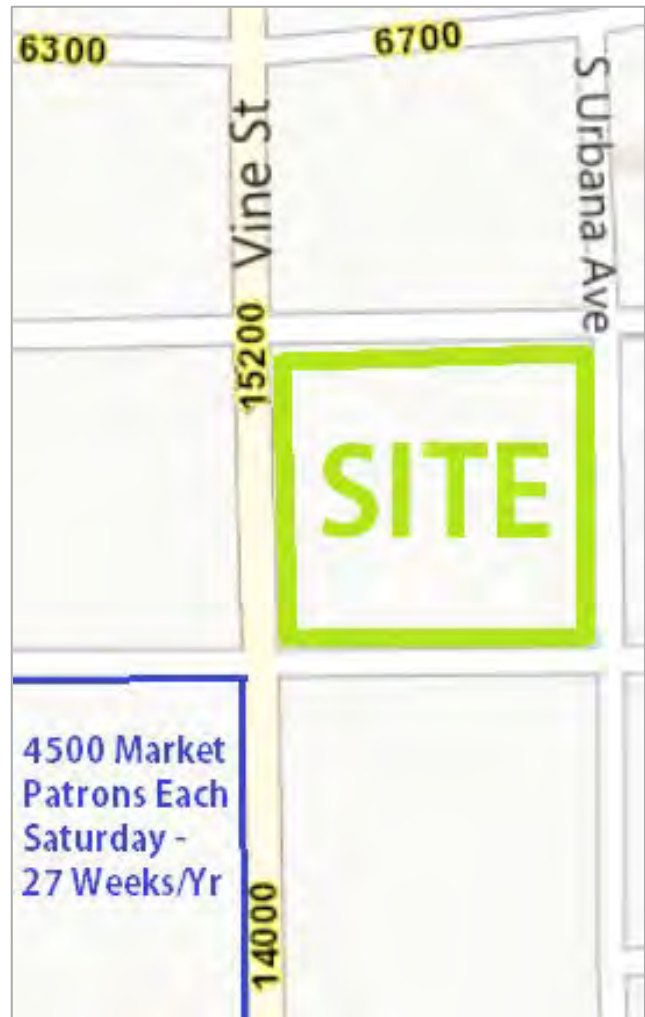 6300
6700
S Urbana Ave
Vine St
15200
SITE
4500 Market
Patrons Each
Saturday -
27 Weeks/Yr
14000